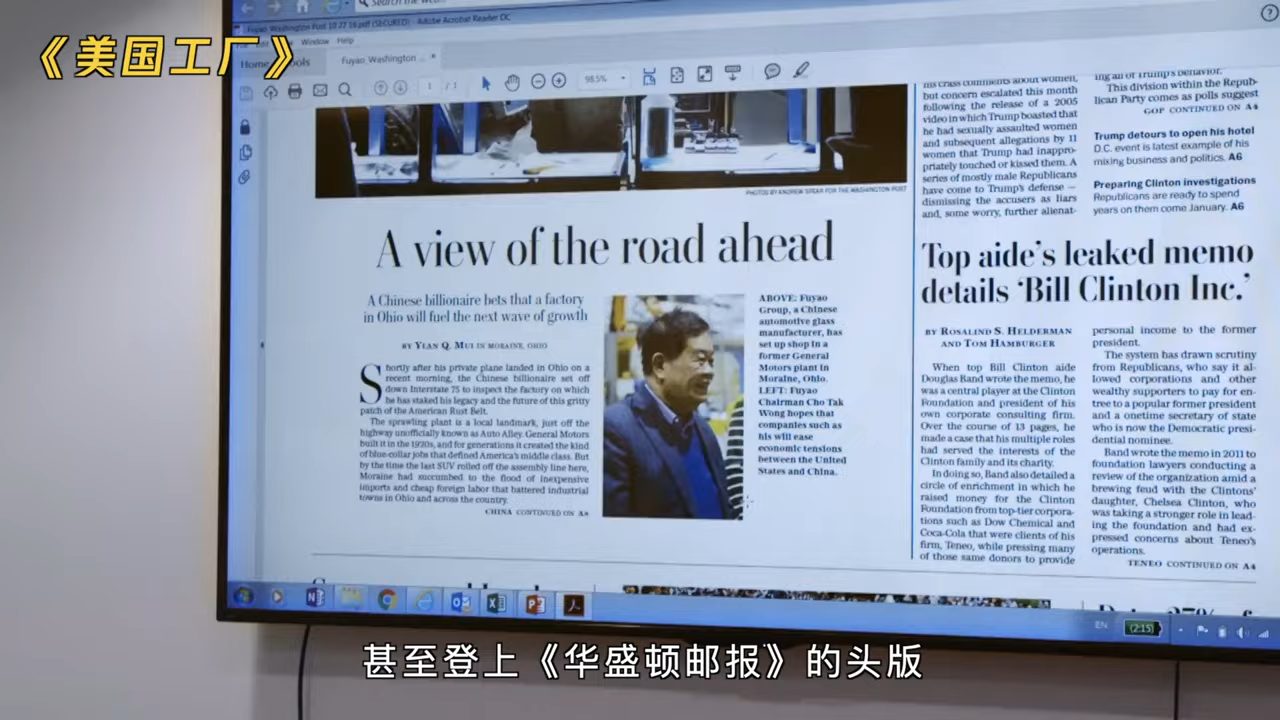 《美国工厂》
Fuyao_Washington Post 10 27 16.pdf (SECURED) - Adobe Acrobat Reader DC
Window Help
Home
Fuyao_Washington ...
1 / 1
98.5%
PHOTOS BY ANDREW SPEAR FOR THE WASHINGTON POST
A view of the road ahead
A Chinese billionaire bets that a factory
in Ohio will fuel the next wave of growth
BY YLAN Q. MUI IN MORAINE, OHIO
Shortly after his private plane landed in Ohio on a
recent morning, the Chinese billionaire set off
down Interstate 75 to inspect the factory on which
he has staked his legacy and the future of this gritty
patch of the American Rust Belt.
The sprawling plant is a local landmark, just off the
highway unofficially known as Auto Alley. General Motors
built it in the 1920s, and for generations it created the kind
of blue-collar jobs that defined America's middle class. But
by the time the last SUV rolled off the assembly line here,
Moraine had succumbed to the flood of inexpensive
imports and cheap foreign labor that battered industrial
towns in Ohio and across the country.
CHINA CONTINUED ON A8
ABOVE: Fuyao
Group, a Chinese
automotive glass
manufacturer, has
set up shop in a
former General
Motors plant in
Moraine, Ohio.
LEFT: Fuyao
Chairman Cho Tak
Wong hopes that
companies such as
his will ease
economic tensions
between the United
States and China.
his crass comments about women,
but concern escalated this month
following the release of a 2005
video in which Trump boasted that
he had sexually assaulted women
and subsequent allegations by 11
women that Trump had inappro-
priately touched or kissed them. A
series of mostly male Republicans
have come to Trump's defense —
dismissing the accusers as liars
and, some worry, further alienat-
ing all of Trump's behavior.
This division within the Repub-
lican Party comes as polls suggest
GOP CONTINUED ON A4
Trump detours to open his hotel
D.C. event is latest example of his
mixing business and politics. A6
Preparing Clinton investigations
Republicans are ready to spend
years on them come January. A6
Top aide's leaked memo
details 'Bill Clinton Inc.'
BY ROSALIND S. HELDERMAN
AND TOM HAMBURGER
When top Bill Clinton aide
Douglas Band wrote the memo, he
was a central player at the Clinton
Foundation and president of his
own corporate consulting firm.
Over the course of 13 pages, he
made a case that his multiple roles
had served the interests of the
Clinton family and its charity.
In doing so, Band also detailed a
circle of enrichment in which he
raised money for the Clinton
Foundation from top-tier corpora-
tions such as Dow Chemical and
Coca-Cola that were clients of his
firm, Teneo, while pressing many
of those same donors to provide
personal income to the former
president.
The system has drawn scrutiny
from Republicans, who say it al-
lowed corporations and other
wealthy supporters to pay for en-
tree to a popular former president
and a onetime secretary of state
who is now the Democratic presi-
dential nominee.
Band wrote the memo in 2011 to
foundation lawyers conducting a
review of the organization amid a
brewing feud with the Clintons'
daughter, Chelsea Clinton, who
was taking a stronger role in lead-
ing the foundation and had ex-
pressed concerns about Teneo's
operations.
TENEO CONTINUED ON A4
EN
(2:15)
甚至登上《华盛顿邮报》的头版